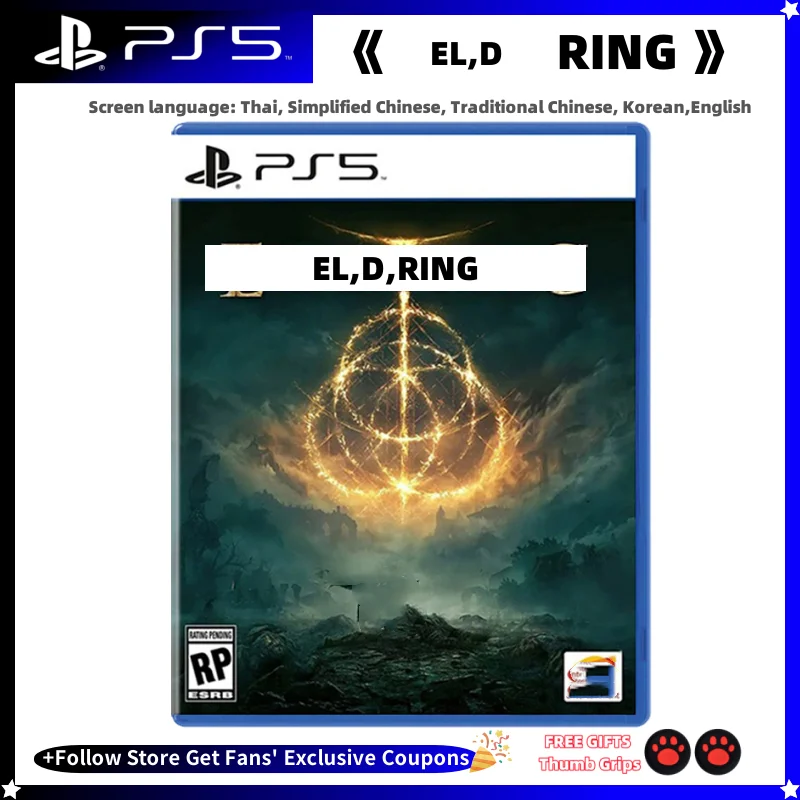 PS5
《 EL,D RING 》
Screen language: Thai, Simplified Chinese, Traditional Chinese, Korean,English
PS5
EL,D,RING
RATING PENDING
RP
ESRB
+Follow Store Get Fans' Exclusive Coupons
FREE GIFTS
Thumb Grips